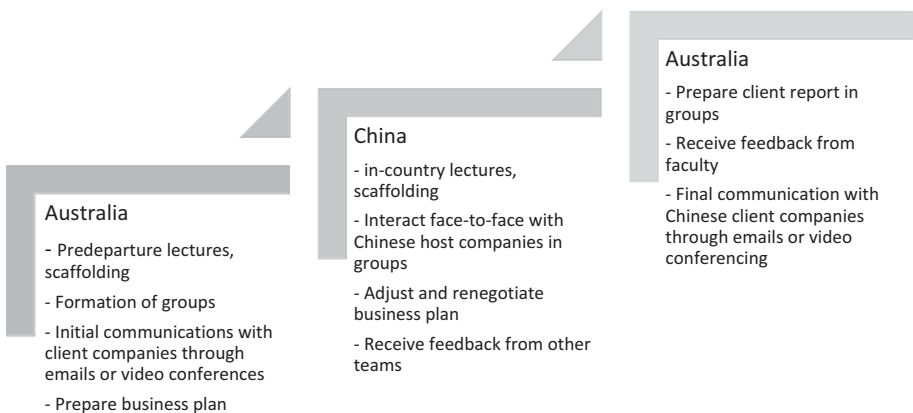 Australia
- Predeparture lectures,
scaffolding
- Formation of groups
- Initial communications with
client companies through
emails or video conferences
- Prepare business plan
China
- in-country lectures,
scaffolding
- Interact face-to-face with
Chinese host companies in
groups
- Adjust and renegotiate
business plan
- Receive feedback from other
teams
Australia
- Prepare client report in
groups
- Receive feedback from
faculty
- Final communication with
Chinese client companies
through emails or video
conferencing